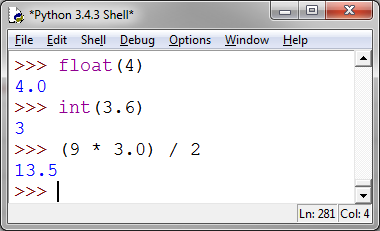 *Python 3.4.3 Shell*
File Edit Shell Debug Options Window Help
>>> float(4)
4.0
>>> int(3.6)
3
>>> (9 * 3.0) / 2
13.5
>>>
Ln: 281 Col: 4